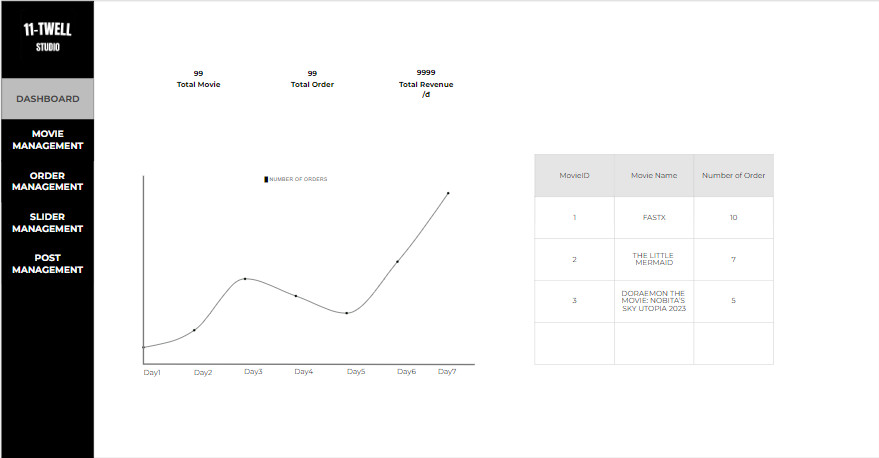 11-TWELL
STUDIO
DASHBOARD
MOVIE
MANAGEMENT
ORDER
MANAGEMENT
SLIDER
MANAGEMENT
POST
MANAGEMENT
99
Total Movie
99
Total Order
9999
Total Revenue
/đ
NUMBER OF ORDERS
Day1 Day2 Day3 Day4 Day5 Day6 Day7
MovieID Movie Name Number of Order
1 FASTX 10
2 THE LITTLE
MERMAID 7
3 DORAEMON THE
MOVIE: NOBITA'S
SKY UTOPIA 2023 5